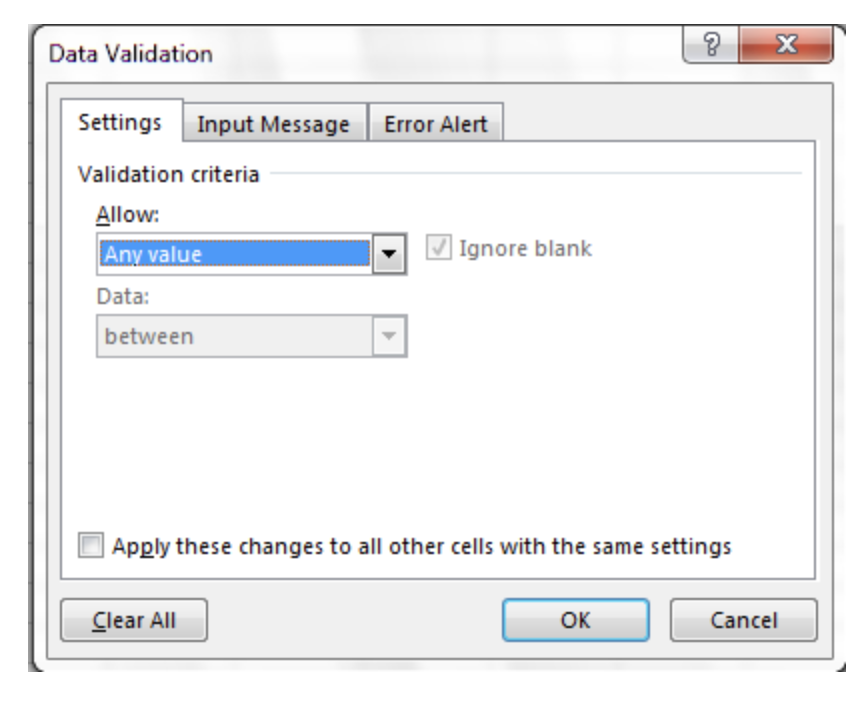 Data Validation
Settings Input Message Error Alert
Validation criteria
Allow:
Any value Ignore blank
Data:
between
Apply these changes to all other cells with the same settings
Clear All OK Cancel